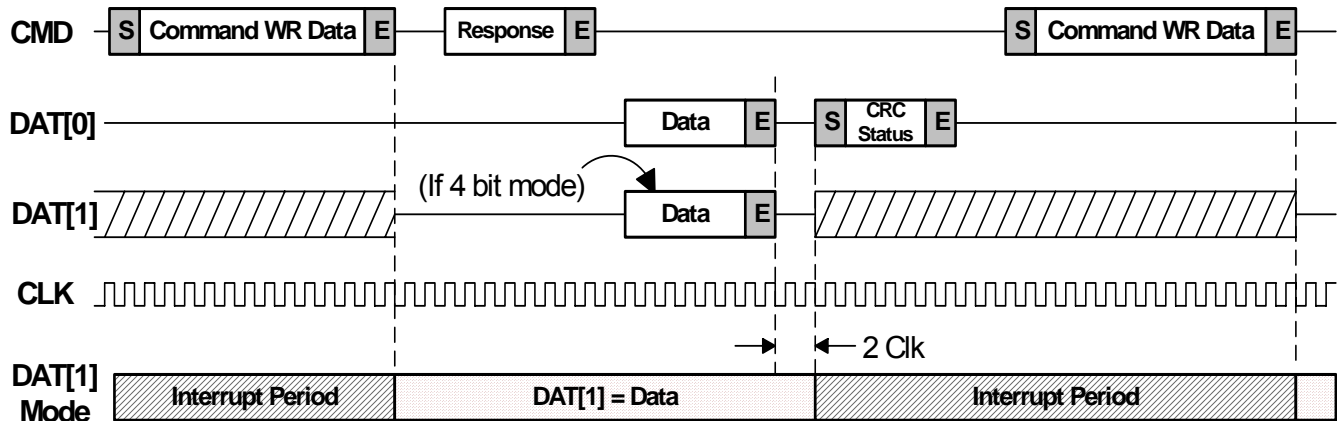 CMD S Command WR Data E Response E S Command WR Data E
DAT[0] Data E S CRC Status E
(If 4 bit mode)
DAT[1] Data E
CLK
2 Clk
DAT[1] Mode Interrupt Period DAT[1] = Data Interrupt Period